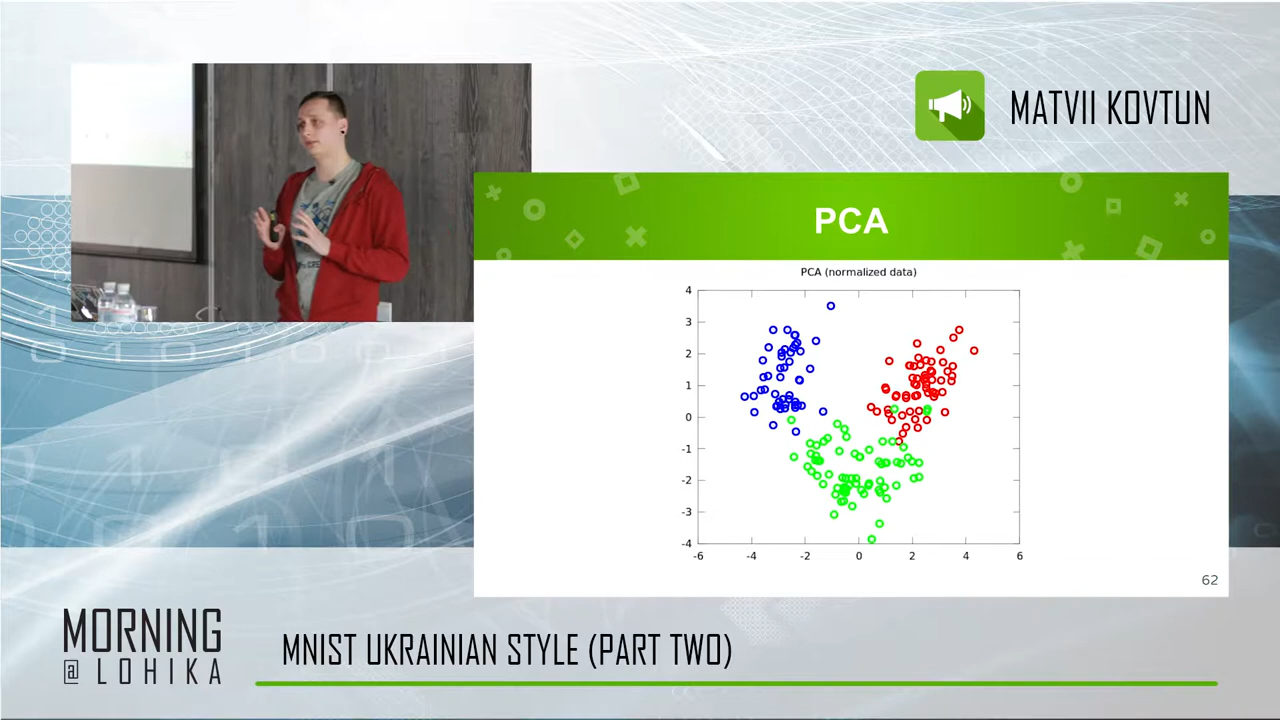 MATVII KOVTUN
PCA
PCA (normalized data)
4
3
2
1
0
-1
-2
-3
-4
-6
-4
-2
0
2
4
6
62
MORNING
@ LOHIKA
MNIST UKRAINIAN STYLE (PART TWO)